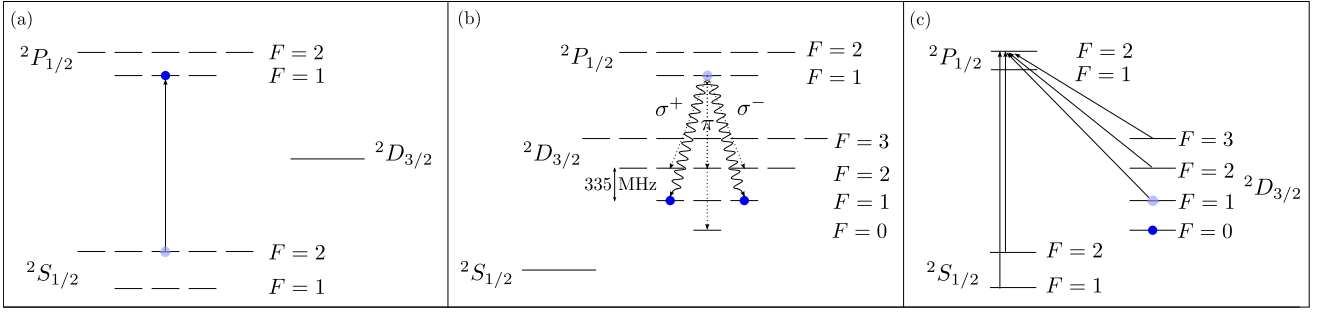 (a)
²P₁/₂
F = 2
F = 1
²D₃/₂
F = 2
²S₁/₂
F = 1
(b)
²P₁/₂
F = 2
F = 1
σ⁺
π
σ⁻
F = 3
²D₃/₂
F = 2
335 MHz
F = 1
F = 0
²S₁/₂
(c)
²P₁/₂
F = 2
F = 1
F = 3
F = 2
²D₃/₂
F = 1
F = 0
F = 2
²S₁/₂
F = 1